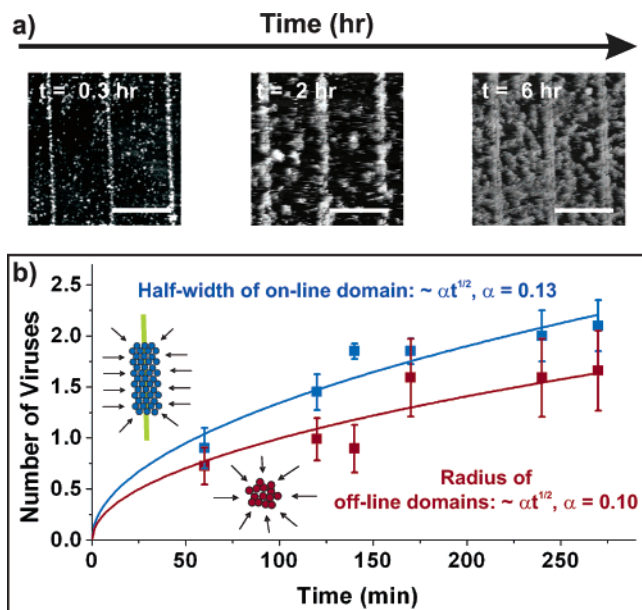 a)
Time (hr)
t = 0.3 hr
t = 2 hr
t = 6 hr
b)
Half-width of on-line domain: ~ αt^1/2, α = 0.13
Radius of
off-line domains: ~ αt^1/2, α = 0.10
Number of Viruses
2.5
2.0
1.5
1.0
0.5
0.0
0
50
100
150
200
250
Time (min)